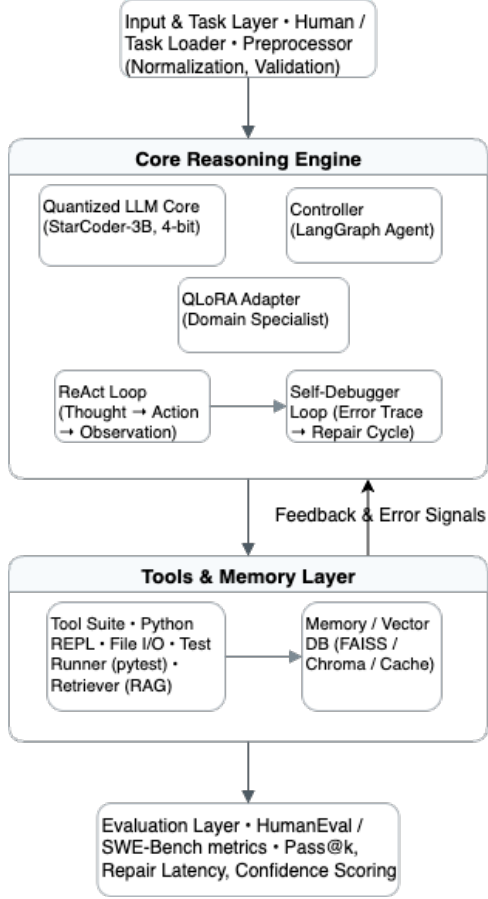 Input & Task Layer • Human /
Task Loader • Preprocessor
(Normalization, Validation)
Core Reasoning Engine
Quantized LLM Core
(StarCoder-3B, 4-bit)
Controller
(LangGraph Agent)
QLoRA Adapter
(Domain Specialist)
ReAct Loop
(Thought → Action
→ Observation)
Self-Debugger
Loop (Error Trace
→ Repair Cycle)
Feedback & Error Signals
Tools & Memory Layer
Tool Suite • Python
REPL • File I/O • Test
Runner (pytest) •
Retriever (RAG)
Memory / Vector
DB (FAISS /
Chroma / Cache)
Evaluation Layer • HumanEval /
SWE-Bench metrics • Pass@k,
Repair Latency, Confidence Scoring